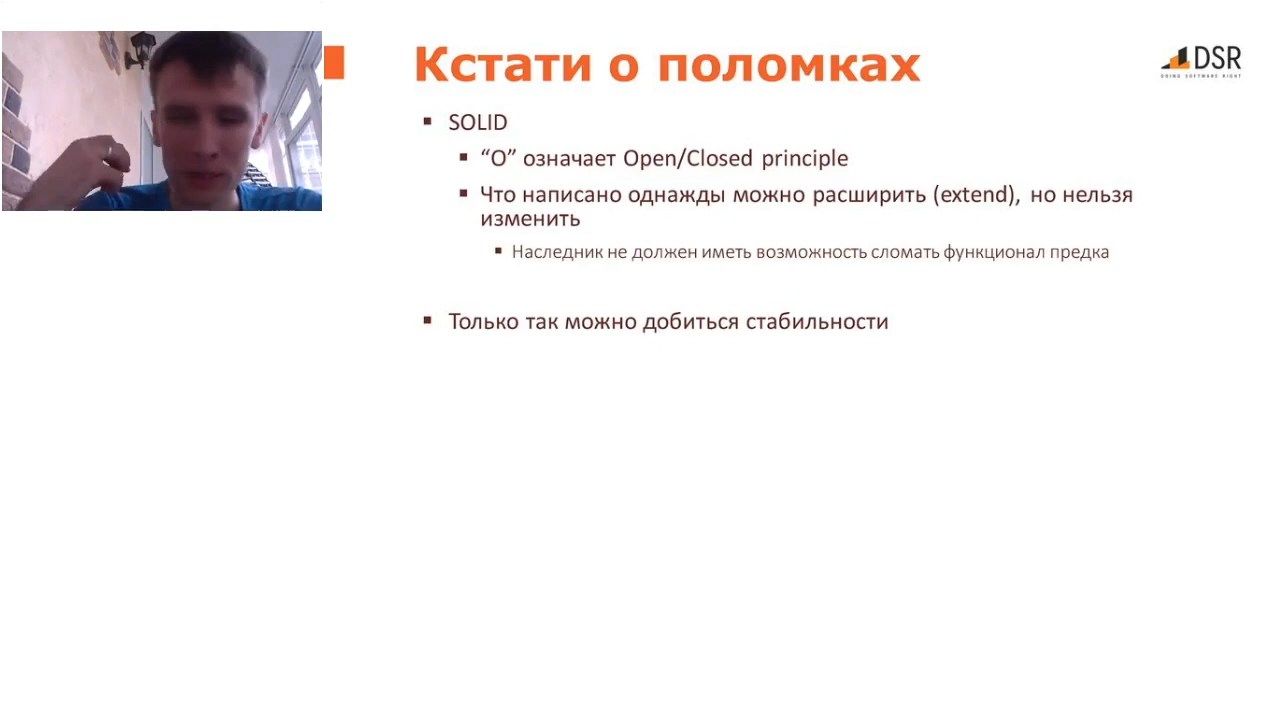 Кстати о поломках
DSR
DOING SOFTWARE RIGHT
SOLID
“O” означает Open/Closed principle
Что написано однажды можно расширить (extend), но нельзя
изменить
Наследник не должен иметь возможность сломать функционал предка
Только так можно добиться стабильности